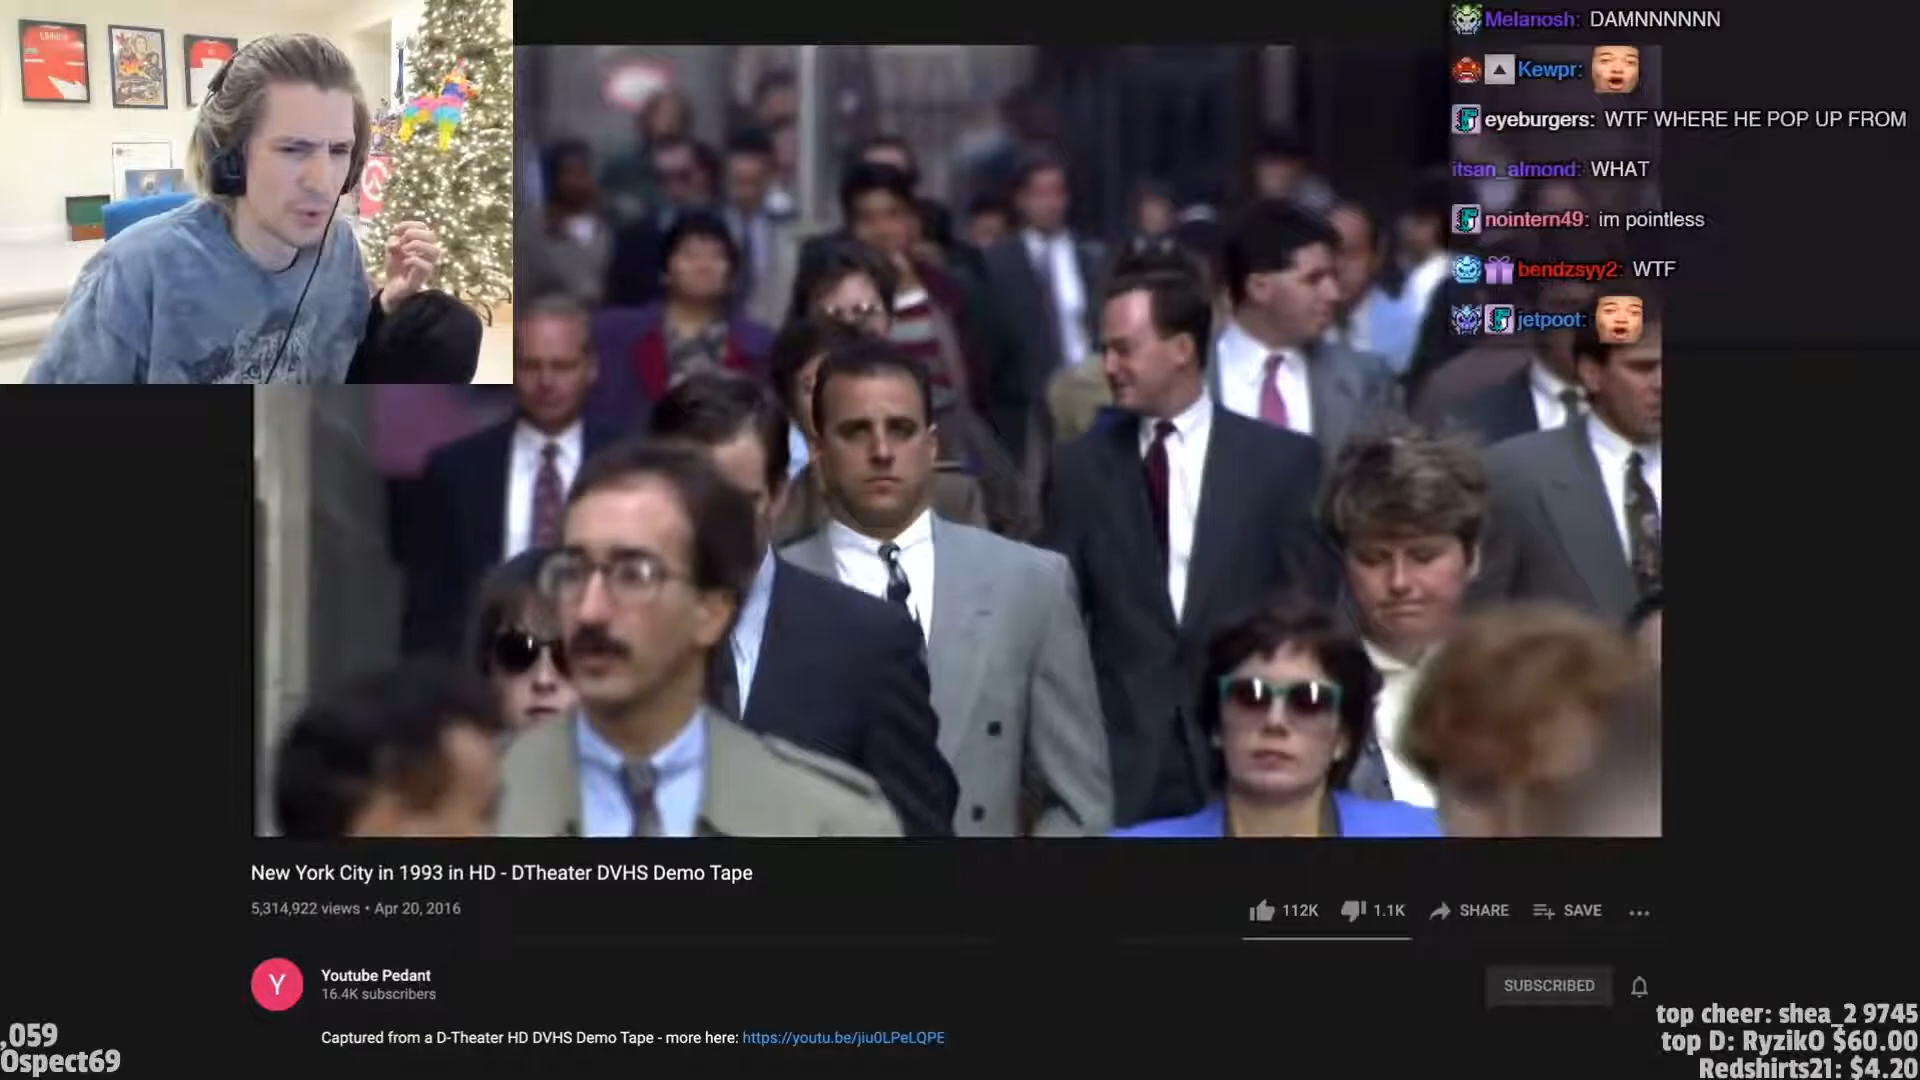 Melanosh: DAMNNNNNN
Kewpr:
eyeburgers: WTF WHERE HE POP UP FROM
itsan_almond: WHAT
nointern49: im pointless
bendzsyy2: WTF
jetpoot:
New York City in 1993 in HD - DTheater DVHS Demo Tape
5,314,922 views • Apr 20, 2016
112K 1.1K SHARE SAVE
Y
Youtube Pedant
16.4K subscribers
SUBSCRIBED
Captured from a D-Theater HD DVHS Demo Tape - more here: https://youtu.be/jiu0LPeLQPE
,059
Ospect69
top cheer: shea_2 9745
top D: RyzikO $60.00
Redshirts21: $4.20